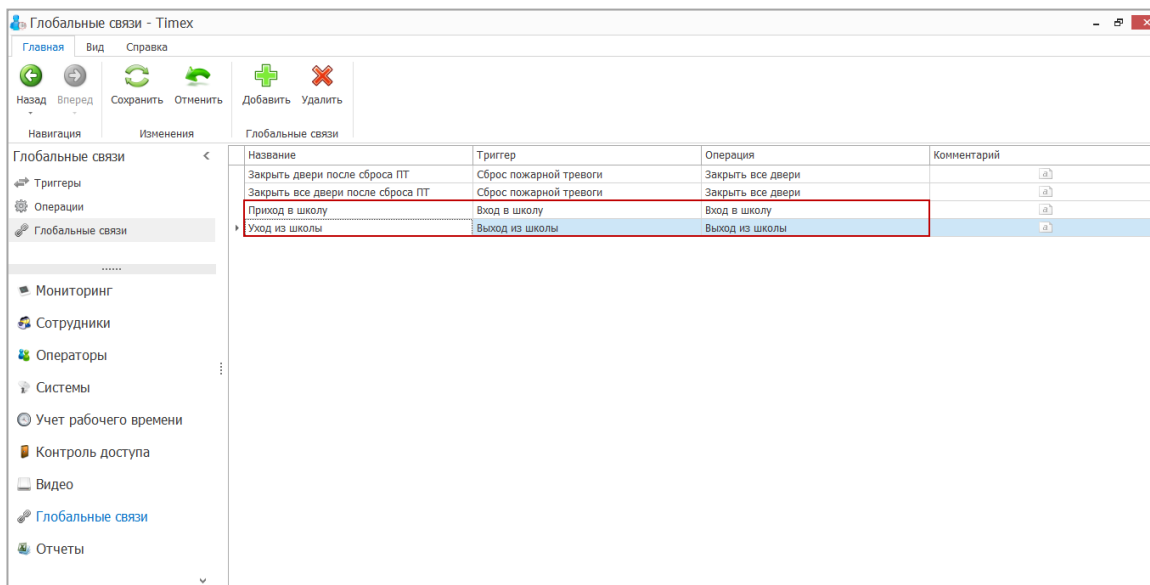 Глобальные связи - Timex
Главная Вид Справка
Назад Вперед Сохранить Отменить Добавить Удалить
Навигация Изменения Глобальные связи
Глобальные связи
Триггеры
Операции
Глобальные связи
Мониторинг
Сотрудники
Операторы
Системы
Учет рабочего времени
Контроль доступа
Видео
Глобальные связи
Отчеты
Название Триггер Операция Комментарий
Закрыть двери после сброса ПТ Сброс пожарной тревоги Закрыть все двери a
Закрыть все двери после сброса ПТ Сброс пожарной тревоги Закрыть все двери a
Приход в школу Вход в школу Вход в школу a
Уход из школы Выход из школы Выход из школы a